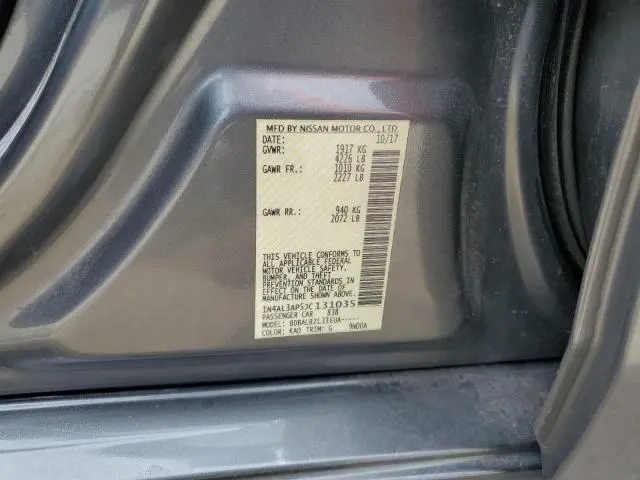 MFD BY NISSAN MOTOR CO., LTD.
DATE: 10/17
GVWR: 1917 KG
4226 LB
GAWR FR.: 1010 KG
2227 LB
GAWR RR.: 940 KG
2072 LB
THIS VEHICLE CONFORMS TO
ALL APPLICABLE FEDERAL
MOTOR VEHICLE SAFETY,
BUMPER, AND THEFT
PREVENTION STANDARDS
IN EFFECT ON THE DATE OF
MANUFACTURE SHOWN ABOVE.
1N4AL3AP5JC131035
PASSENGER CAR 838
MODEL: BDBALRZL33EUA-----
COLOR: KAD TRIM: G 9N00A